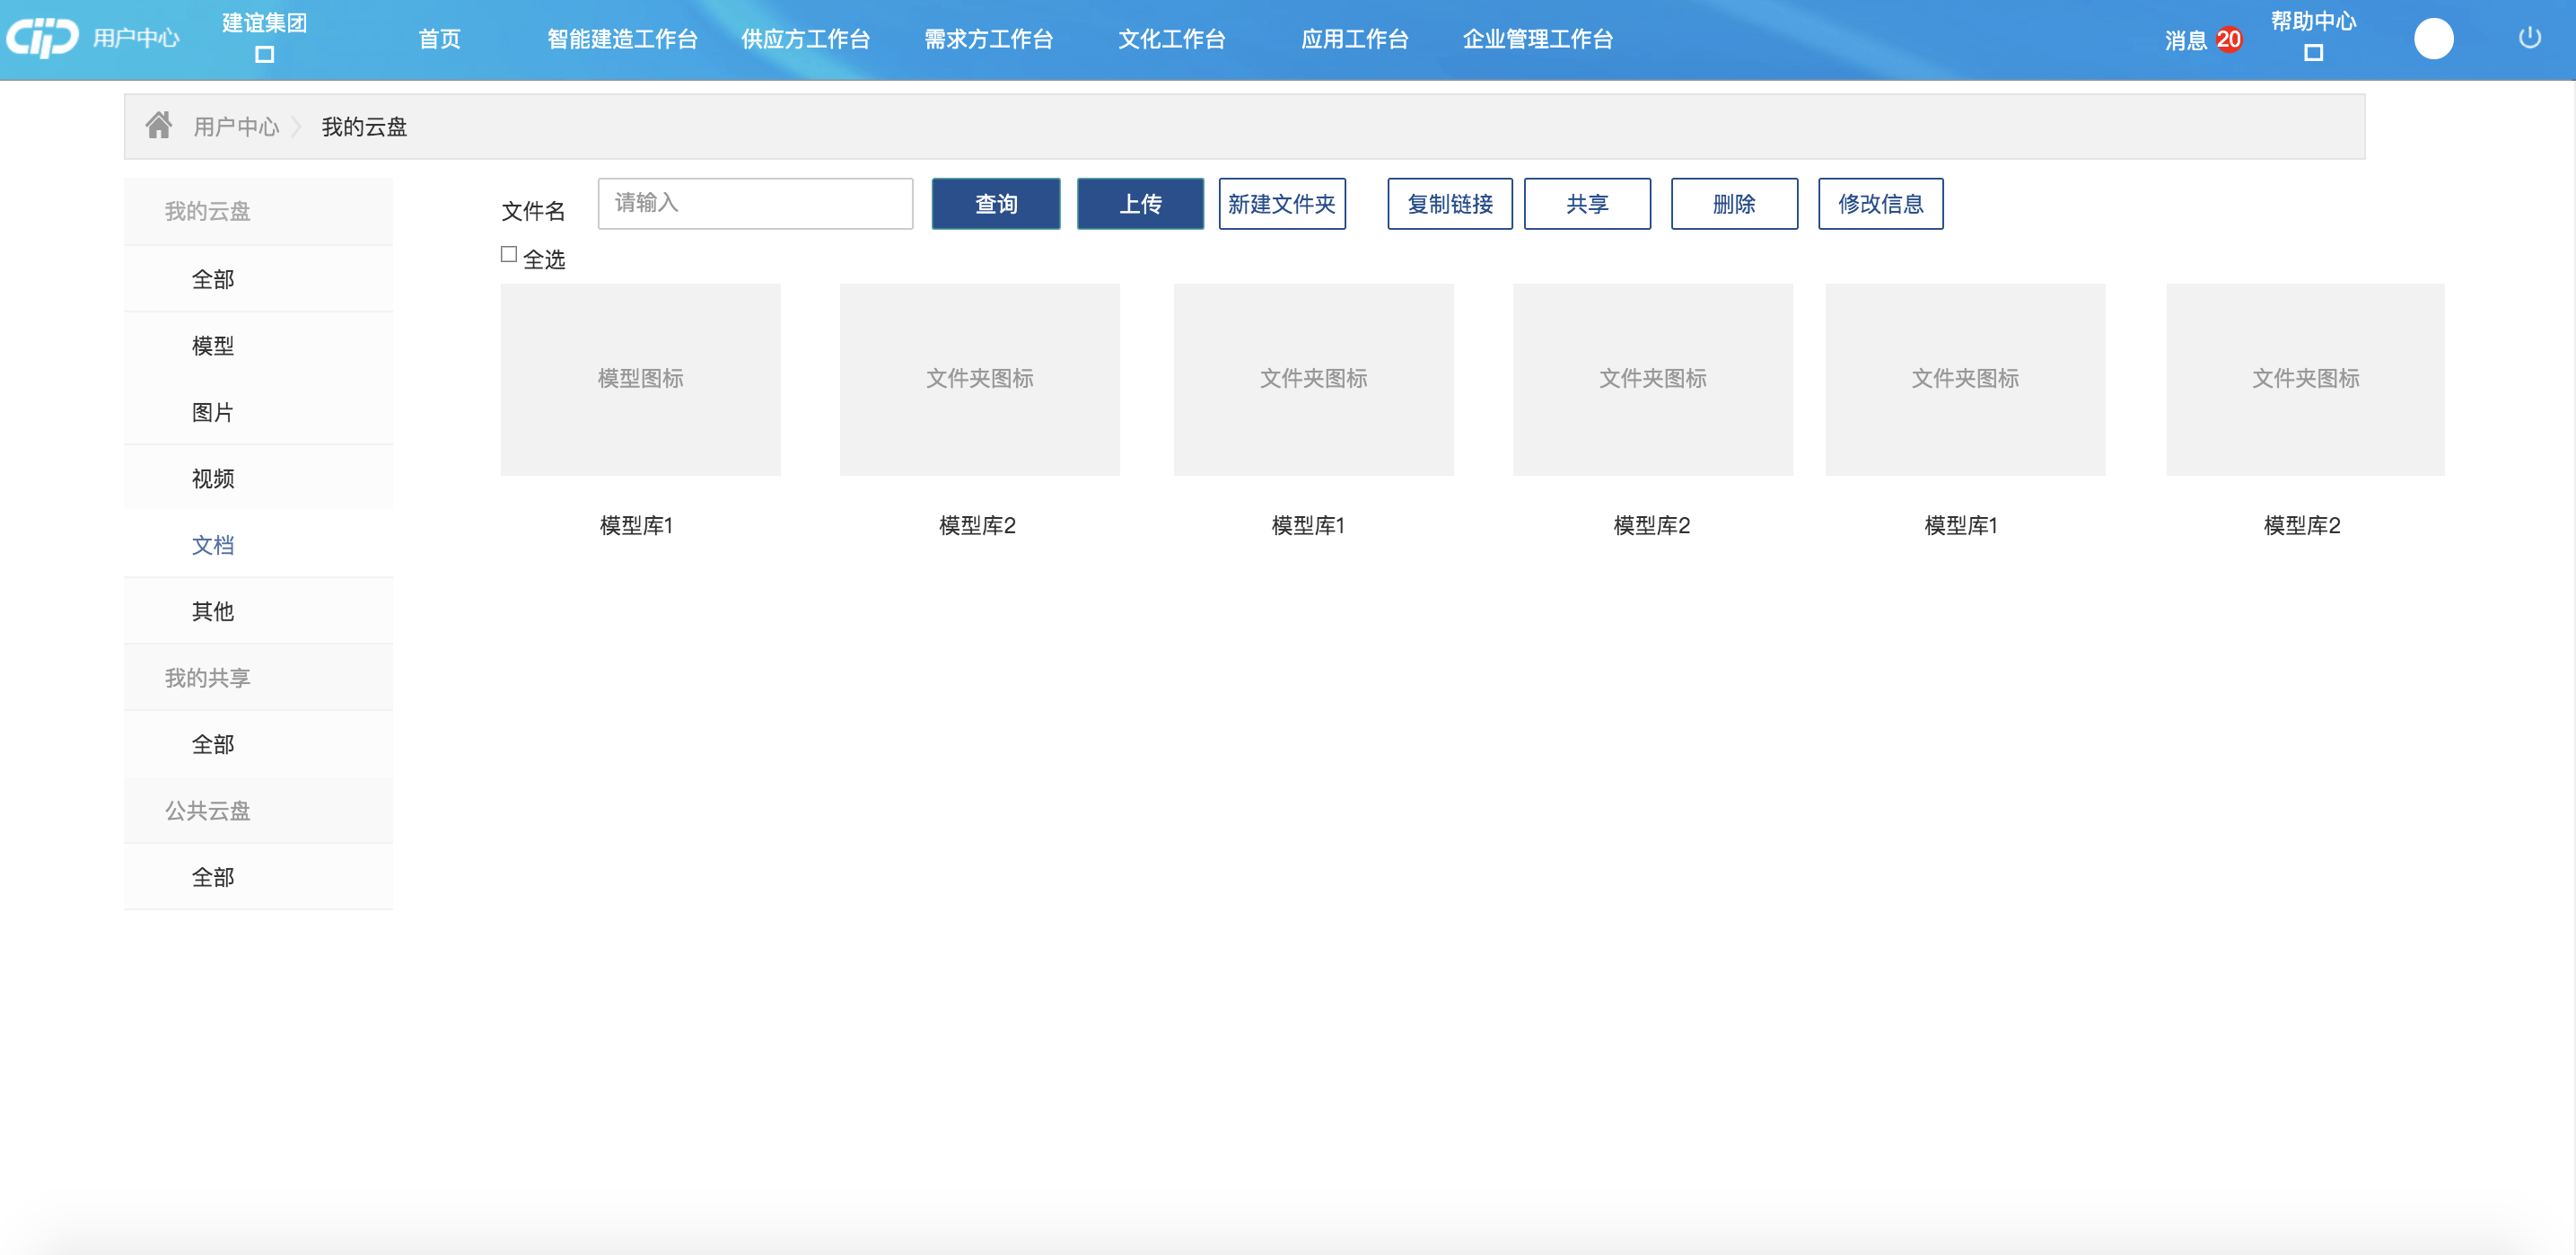 CiiP 用户中心
建谊集团
首页 智能建造工作台 供应方工作台 需求方工作台 文化工作台 应用工作台 企业管理工作台
消息 20
帮助中心
用户中心 我的云盘
我的云盘
全部
模型
图片
视频
文档
其他
我的共享
全部
公共云盘
全部
文件名 请输入 查询 上传 新建文件夹 复制链接 共享 删除 修改信息
全选
模型图标 文件夹图标 文件夹图标 文件夹图标 文件夹图标 文件夹图标
模型库1 模型库2 模型库1 模型库2 模型库1 模型库2